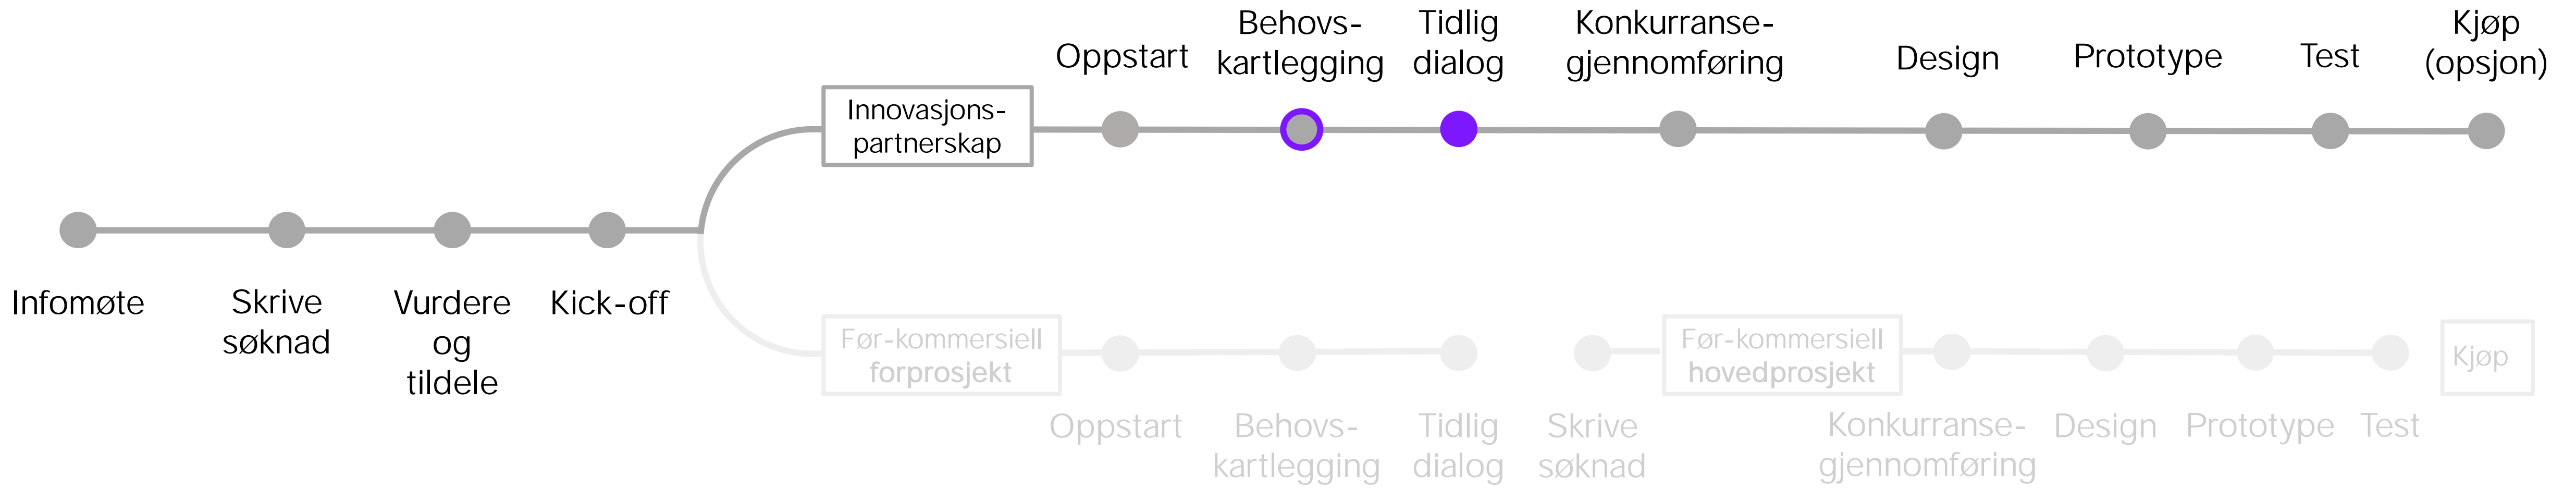 Infomøte
Skrive
søknad
Vurdere
og
tildele
Kick-off
Innovasjons-
partnerskap
Oppstart
Behovs-
kartlegging
Tidlig
dialog
Konkurranse-
gjennomføring
Design
Prototype
Test
Kjøp
(opsjon)
Før-kommersiell
forprosjekt
Oppstart
Behovs-
kartlegging
Tidlig
dialog
Skrive
søknad
Før-kommersiell
hovedprosjekt
Konkurranse-
gjennomføring
Design
Prototype
Test
Kjøp